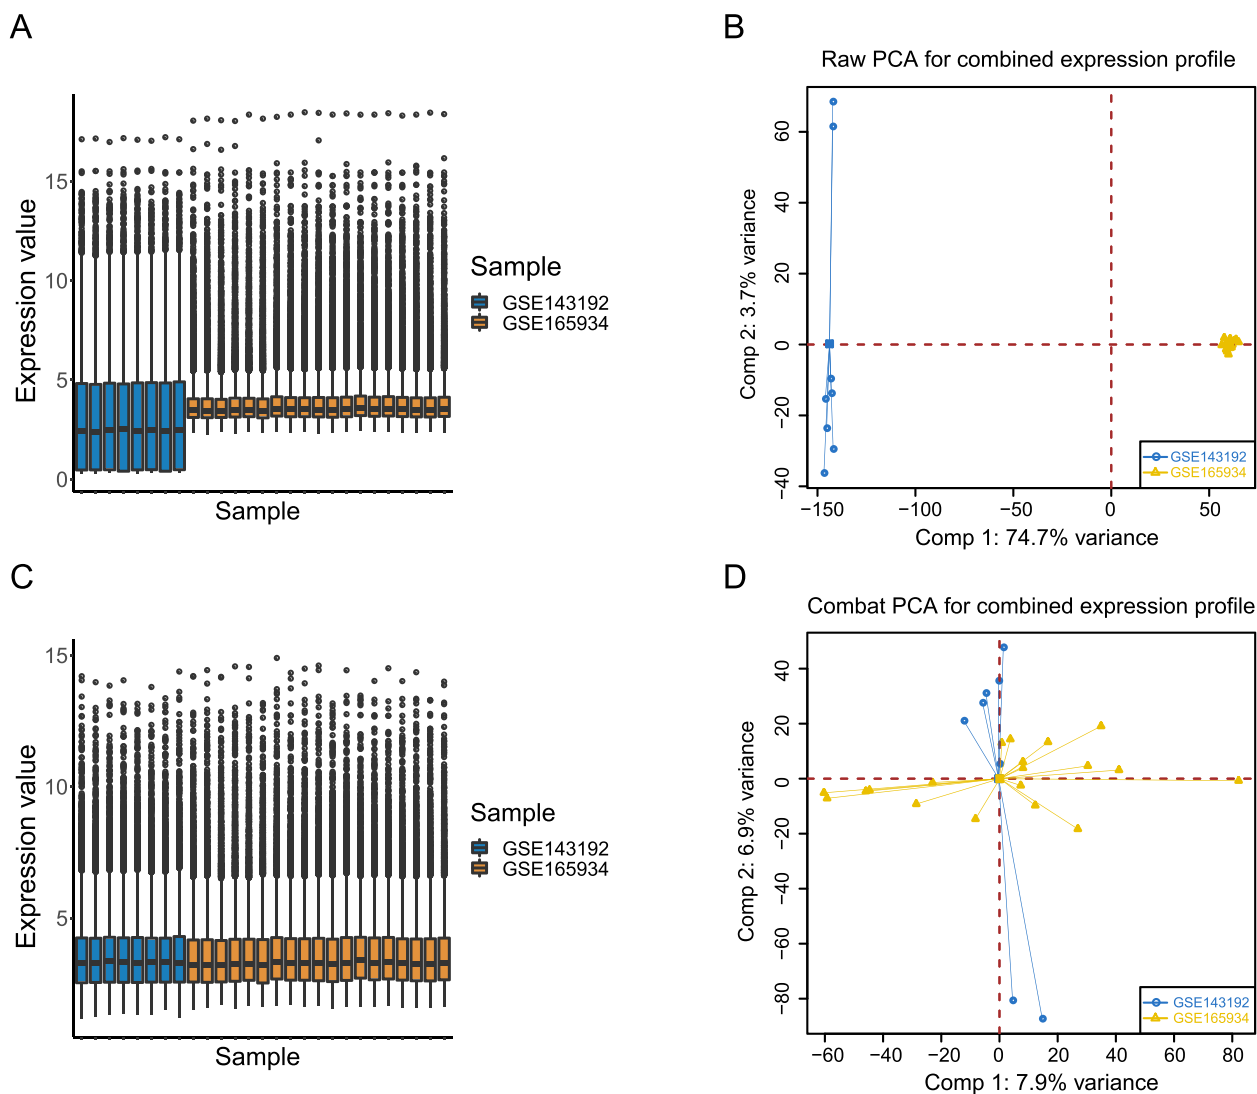 A
Expression value
15
10
5
0
Sample
Sample
GSE143192
GSE165934
B
Raw PCA for combined expression profile
Comp 2: 3.7% variance
60
40
20
0
−20
−40
−150
−100
−50
0
50
Comp 1: 74.7% variance
GSE143192
GSE165934
C
Expression value
15
10
5
Sample
Sample
GSE143192
GSE165934
D
Combat PCA for combined expression profile
Comp 2: 6.9% variance
40
20
0
−20
−40
−60
−80
−60
−40
−20
0
20
40
60
80
Comp 1: 7.9% variance
GSE143192
GSE165934